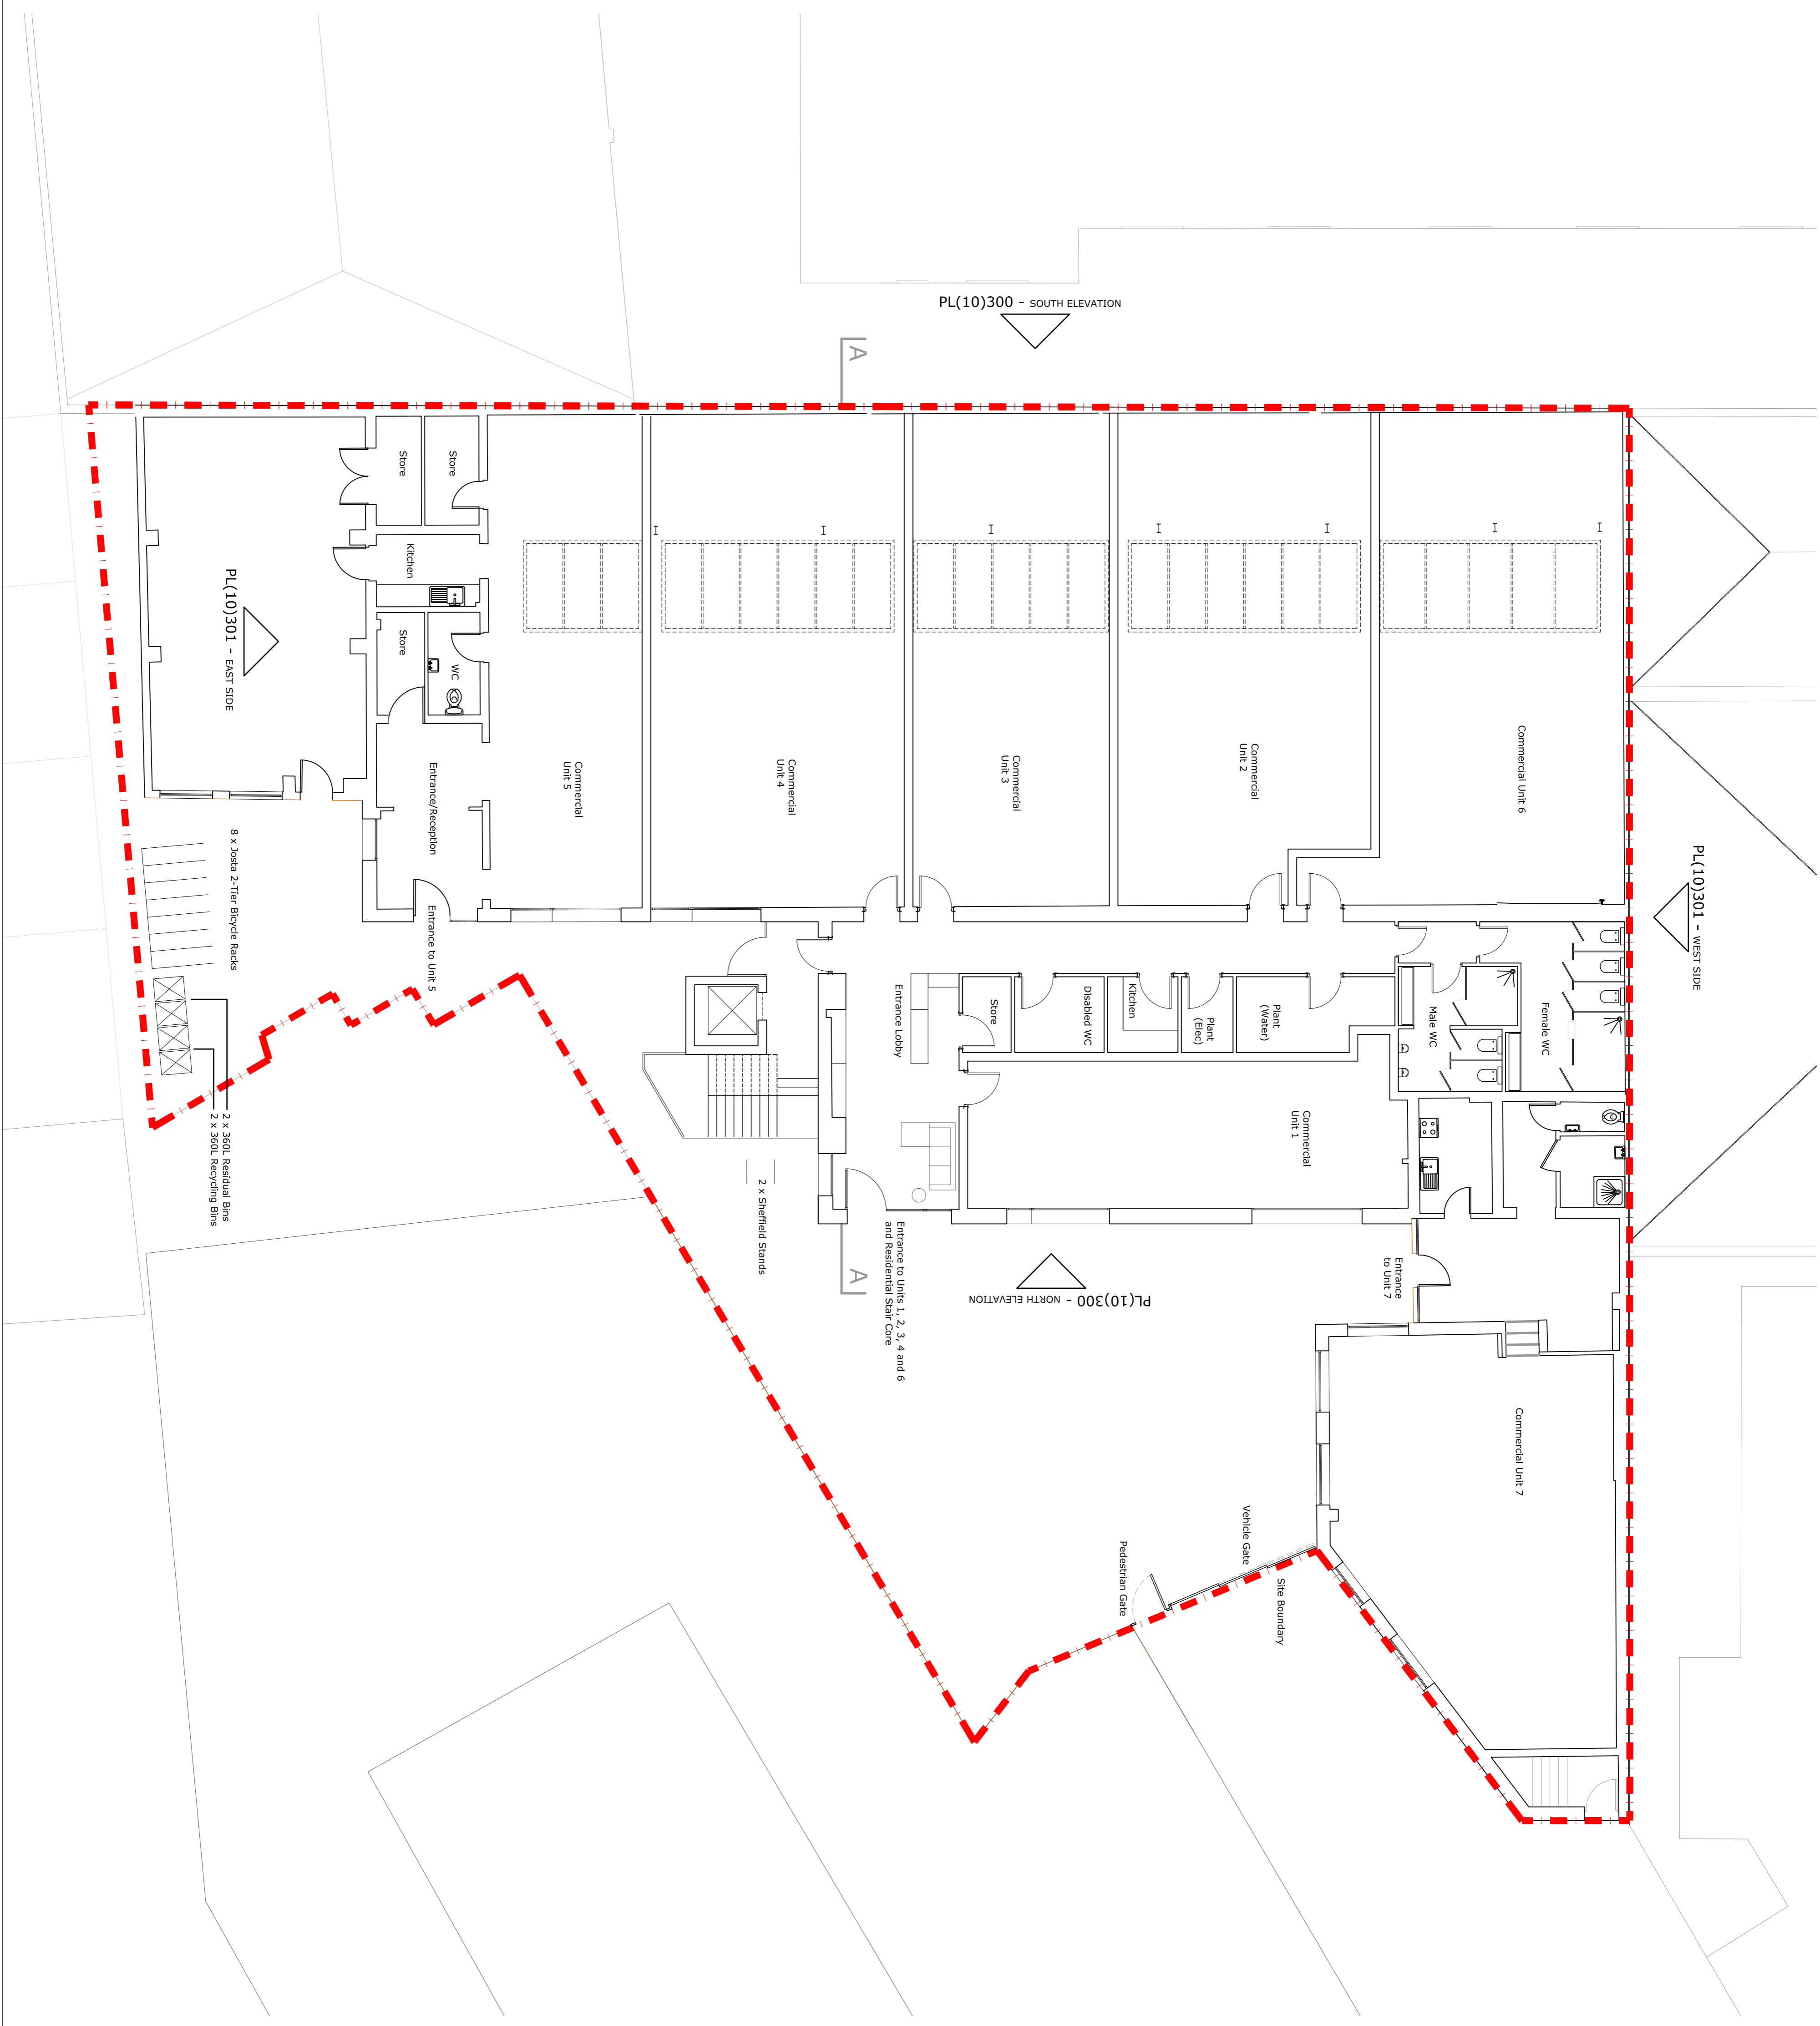 PL(10)300 - SOUTH ELEVATION
A
Store
Store
Kitchen
PL(10)301 - EAST SIDE
Store
WC
Entrance/Reception
Commercial
Unit 5
Commercial
Unit 4
Commercial
Unit 3
Commercial
Unit 2
Commercial Unit 6
PL(10)301 - WEST SIDE
8 x Josta 2-Tier Bicycle Racks
Entrance to Unit 5
Entrance Lobby
Store
Disabled WC
Kitchen
Plant
(Elec)
Plant
(Water)
Male WC
Female WC
2 x 360L Residual Bins
2 x 360L Recycling Bins
Commercial
Unit 1
2 x Sheffield Stands
Entrance to Units 1, 2, 3, 4 and 6
and Residential Stair Core
A
PL(10)300 - NORTH ELEVATION
Entrance
to Unit 7
Commercial Unit 7
Vehicle Gate
Pedestrian Gate
Site Boundary